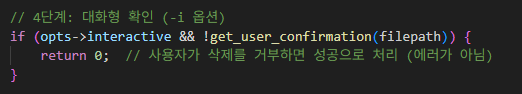 // 4단계: 대화형 확인 (-i 옵션)
if (opts->interactive && !get_user_confirmation(filepath)) {
    return 0;  // 사용자가 삭제를 거부하면 성공으로 처리 (에러가 아님)
}